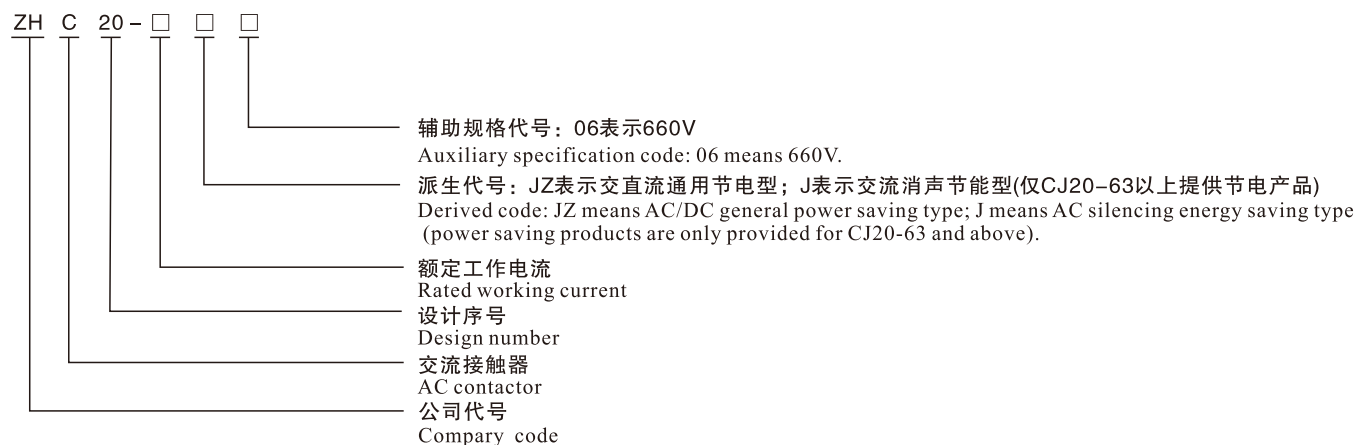 ZH C 20-□ □ □
辅助规格代号：06表示660V
Auxiliary specification code: 06 means 660V.
派生代号：JZ表示交直流通用节电型；J表示交流消声节能型(仅CJ20-63以上提供节电产品)
Derived code: JZ means AC/DC general power saving type; J means AC silencing energy saving type
(power saving products are only provided for CJ20-63 and above).
额定工作电流
Rated working current
设计序号
Design number
交流接触器
AC contactor
公司代号
Compary code